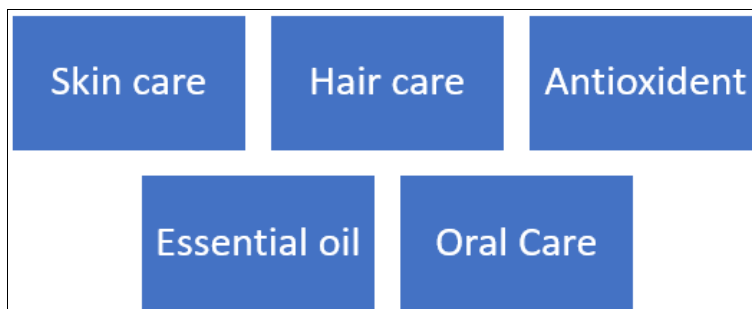 Skin care
Hair care
Antioxident
Essential oil
Oral Care